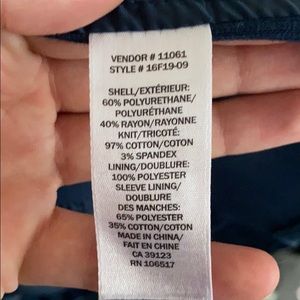 VENDOR # 11061
STYLE # 16F19-09
SHELL/EXTÉRIEUR:
60% POLYURETHANE/
POLYURÉTHANE
40% RAYON/RAYONNE
KNIT/TRICOT:
97% COTTON/COTON
3% SPANDEX
LINING/DOUBLURE:
100% POLYESTER
SLEEVE LINING/
DOUBLURE
DES MANCHES:
65% POLYESTER
35% COTTON/COTON
MADE IN CHINA/
FAIT EN CHINE
CA 39123
RN 106517